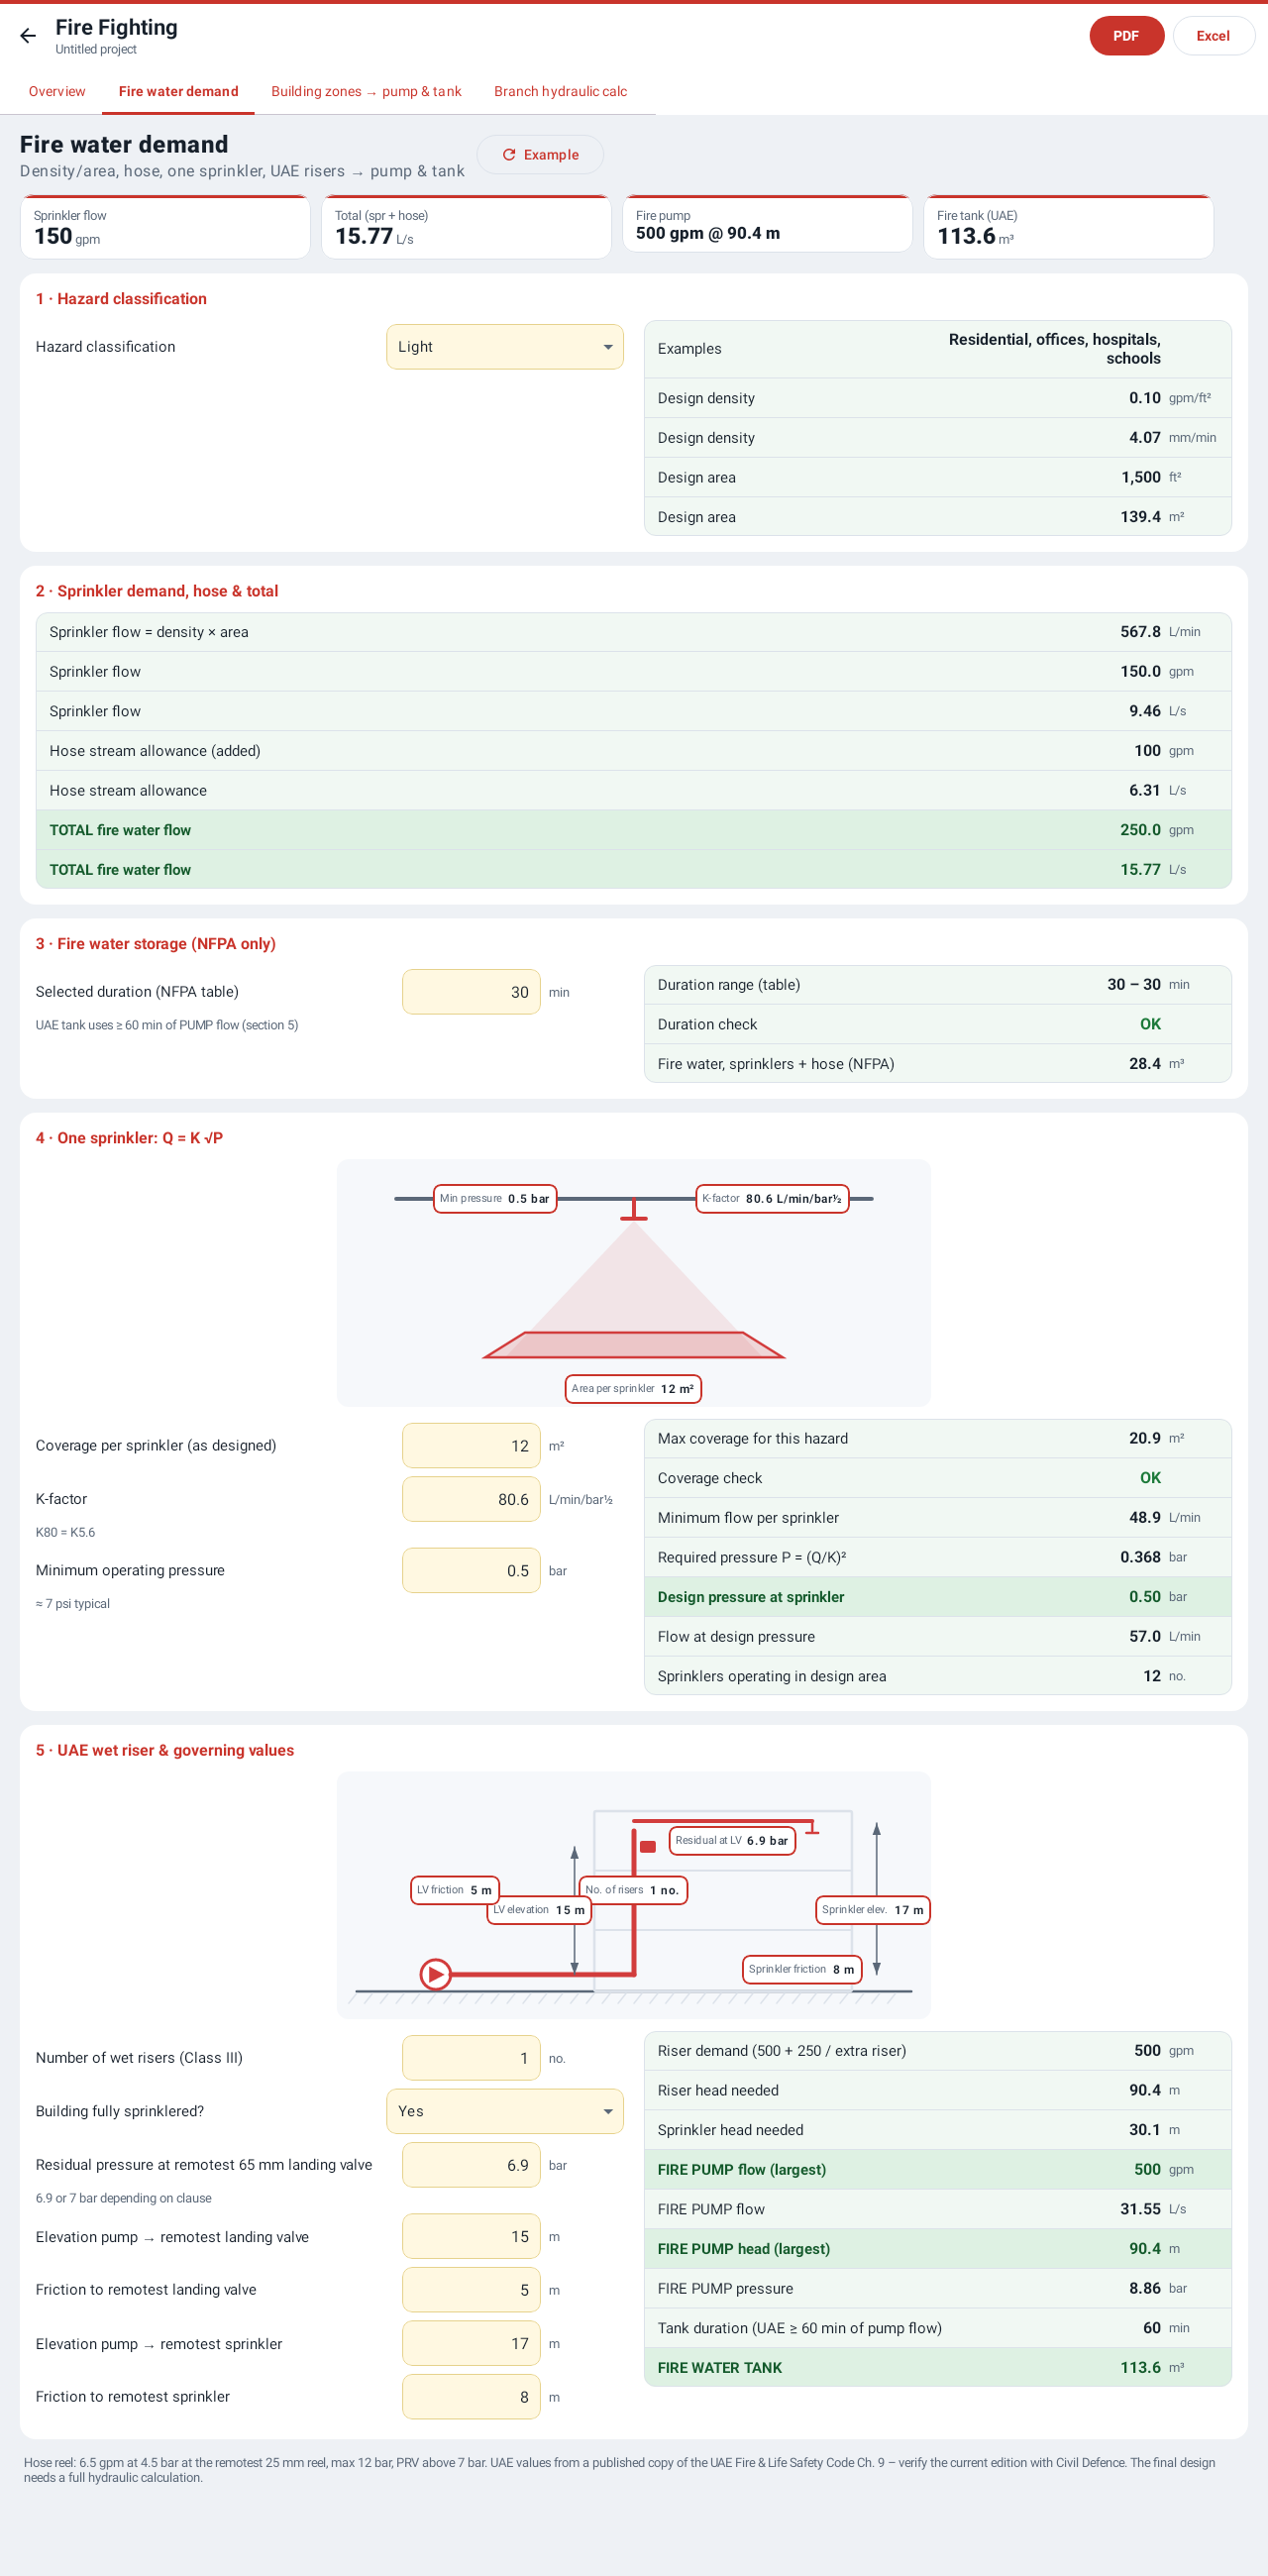 Fire Fighting
Untitled project
PDF
Excel
Overview
Fire water demand
Building zones → pump & tank
Branch hydraulic calc
Fire water demand
Density/area, hose, one sprinkler, UAE risers → pump & tank
Example
Sprinkler flow
150 gpm
Total (spr + hose)
15.77 L/s
Fire pump
500 gpm @ 90.4 m
Fire tank (UAE)
113.6 m³
1 · Hazard classification
Hazard classification
Light
Examples
Residential, offices, hospitals,
schools
Design density 0.10 gpm/ft²
Design density 4.07 mm/min
Design area 1,500 ft²
Design area 139.4 m²
2 · Sprinkler demand, hose & total
Sprinkler flow = density × area 567.8 L/min
Sprinkler flow 150.0 gpm
Sprinkler flow 9.46 L/s
Hose stream allowance (added) 100 gpm
Hose stream allowance 6.31 L/s
TOTAL fire water flow 250.0 gpm
TOTAL fire water flow 15.77 L/s
3 · Fire water storage (NFPA only)
Selected duration (NFPA table) 30 min
UAE tank uses ≥ 60 min of PUMP flow (section 5)
Duration range (table) 30 – 30 min
Duration check OK
Fire water, sprinklers + hose (NFPA) 28.4 m³
4 · One sprinkler: Q = K √P
Min pressure 0.5 bar
K-factor 80.6 L/min/bar½
Area per sprinkler 12 m²
Coverage per sprinkler (as designed) 12 m²
K-factor 80.6 L/min/bar½
K80 = K5.6
Minimum operating pressure 0.5 bar
≈ 7 psi typical
Max coverage for this hazard 20.9 m²
Coverage check OK
Minimum flow per sprinkler 48.9 L/min
Required pressure P = (Q/K)² 0.368 bar
Design pressure at sprinkler 0.50 bar
Flow at design pressure 57.0 L/min
Sprinklers operating in design area 12 no.
5 · UAE wet riser & governing values
Residual at LV 6.9 bar
LV friction 5 m
No. of risers 1 no.
LV elevation 15 m
Sprinkler elev. 17 m
Sprinkler friction 8 m
Number of wet risers (Class III) 1 no.
Building fully sprinklered? Yes
Residual pressure at remotest 65 mm landing valve 6.9 bar
6.9 or 7 bar depending on clause
Elevation pump → remotest landing valve 15 m
Friction to remotest landing valve 5 m
Elevation pump → remotest sprinkler 17 m
Friction to remotest sprinkler 8 m
Riser demand (500 + 250 / extra riser) 500 gpm
Riser head needed 90.4 m
Sprinkler head needed 30.1 m
FIRE PUMP flow (largest) 500 gpm
FIRE PUMP flow 31.55 L/s
FIRE PUMP head (largest) 90.4 m
FIRE PUMP pressure 8.86 bar
Tank duration (UAE ≥ 60 min of pump flow) 60 min
FIRE WATER TANK 113.6 m³
Hose reel: 6.5 gpm at 4.5 bar at the remotest 25 mm reel, max 12 bar, PRV above 7 bar. UAE values from a published copy of the UAE Fire & Life Safety Code Ch. 9 – verify the current edition with Civil Defence. The final design
needs a full hydraulic calculation.